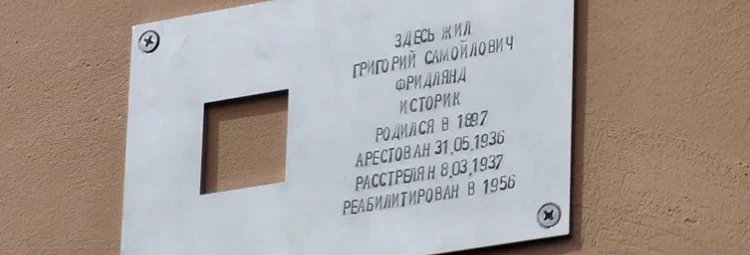 ЗДЕСЬ ЖИЛ
ГРИГОРИЙ САМОЙЛОВИЧ
ФРИДЛЯНД
ИСТОРИК
РОДИЛСЯ В 1897
АРЕСТОВАН 31.05.1936
РАССТРЕЛЯН 8.03.1937
РЕАБИЛИТИРОВАН В 1956